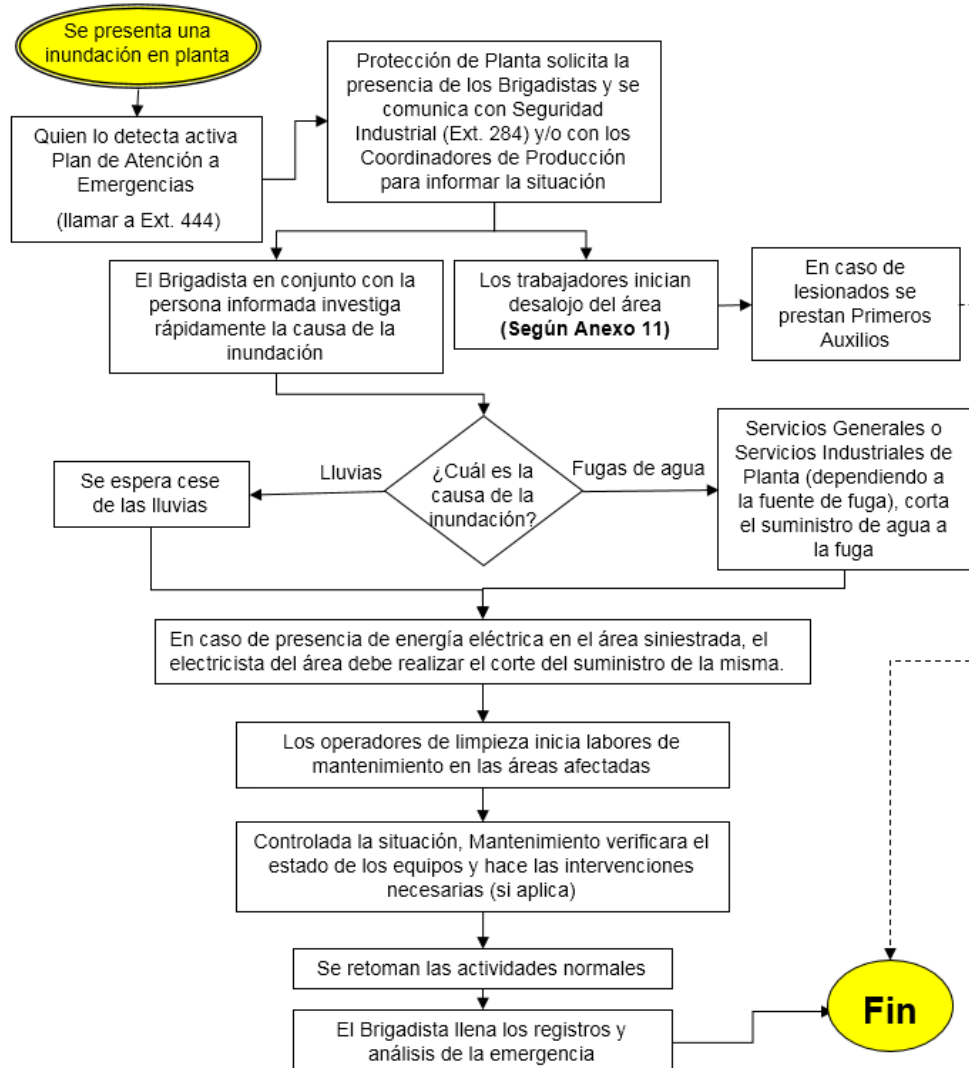 Se presenta una
inundación en planta
Quien lo detecta activa
Plan de Atención a
Emergencias
(llamar a Ext. 444)
Protección de Planta solicita la
presencia de los Brigadistas y se
comunica con Seguridad
Industrial (Ext. 284) y/o con los
Coordinadores de Producción
para informar la situación
El Brigadista en conjunto con la
persona informada investiga
rápidamente la causa de la
inundación
Los trabajadores inician
desalojo del área
(Según Anexo 11)
En caso de
lesionados se
prestan Primeros
Auxilios
¿Cuál es la
causa de la
inundación?
Lluvias
Se espera cese
de las lluvias
Fugas de agua
Servicios Generales o
Servicios Industriales de
Planta (dependiendo a
la fuente de fuga), corta
el suministro de agua a
la fuga
En caso de presencia de energía eléctrica en el área siniestrada, el
electricista del área debe realizar el corte del suministro de la misma.
Los operadores de limpieza inicia labores de
mantenimiento en las áreas afectadas
Controlada la situación, Mantenimiento verificara el
estado de los equipos y hace las intervenciones
necesarias (si aplica)
Se retoman las actividades normales
El Brigadista llena los registros y
análisis de la emergencia
Fin